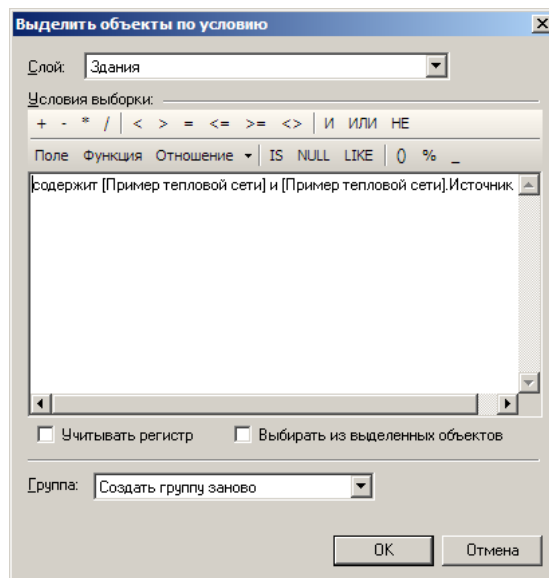 Выделить объекты по условию
Слой: Здания
Условия выборки:
+ - * / < > = <= >= <> И ИЛИ НЕ
Поле Функция Отношение IS NULL LIKE () % _
содержит [Пример тепловой сети] и [Пример тепловой сети].Источник
Учитывать регистр Выбирать из выделенных объектов
Группа: Создать группу заново
OK Отмена